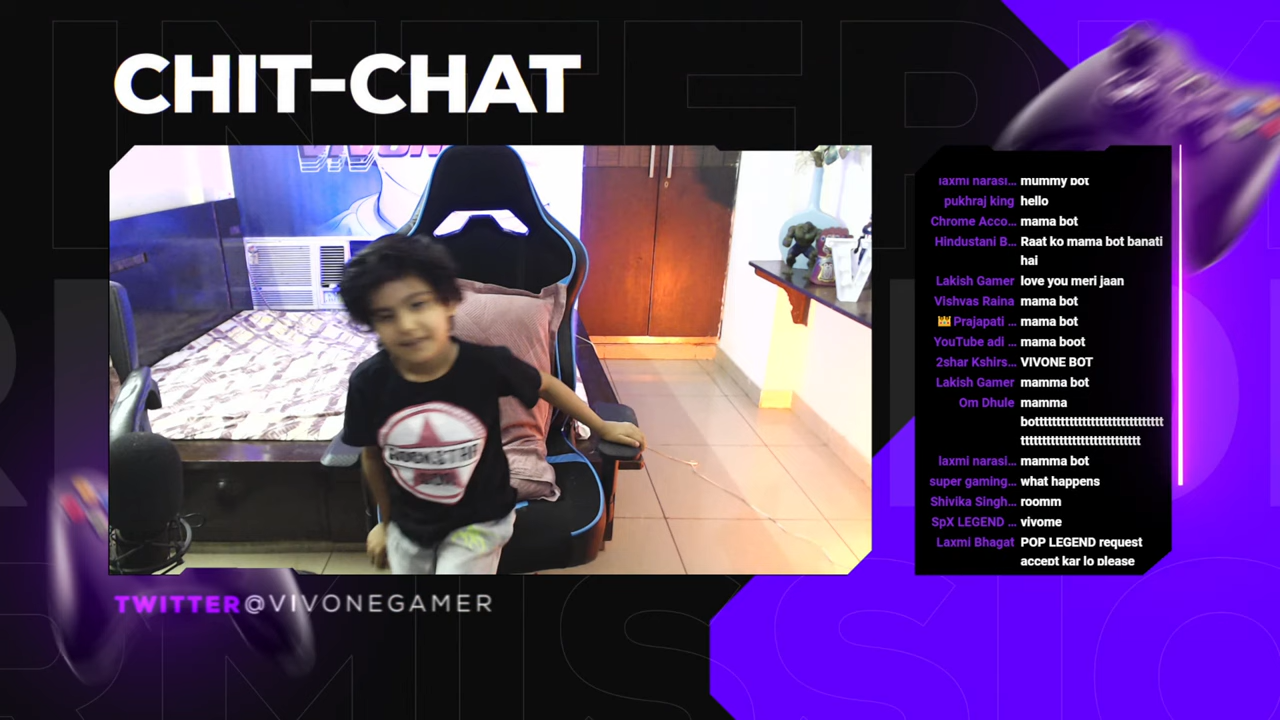 CHIT-CHAT
VIVONE
ROCKSTAR
laxmi narasi... mummy bot
pukhraj king hello
Chrome Acco... mama bot
Hindustani B... Raat ko mama bot banati
hai
Lakish Gamer love you meri jaan
Vishvas Raina mama bot
Prajapati ... mama bot
YouTube adi ... mama boot
2shar Kshirs... VIVONE BOT
Lakish Gamer mamma bot
Om Dhule mamma
laxmi narasi... mamma bot
super gaming... what happens
Shivika Singh... roomm
SpX LEGEND ... vivome
Laxmi Bhagat POP LEGEND request
accept kar lo please
TWITTER@VIVONEGAMER